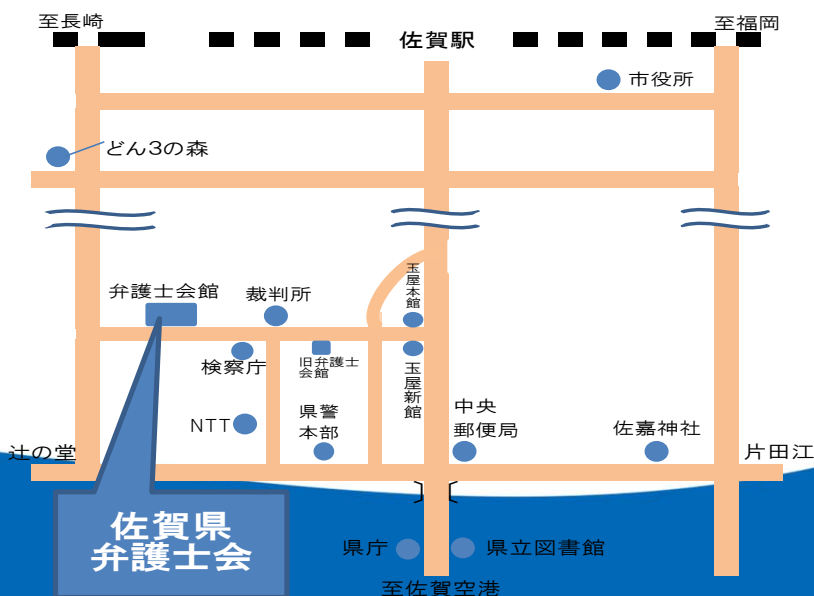 至長崎
佐賀駅
至福岡
市役所
どん3の森
弁護士会館
裁判所
玉屋本館
検察庁
旧弁護士
会館
玉屋新館
NTT
県警
本部
中央
郵便局
佐嘉神社
辻の堂
片田江
佐賀県
弁護士会
県庁
県立図書館
至佐賀空港